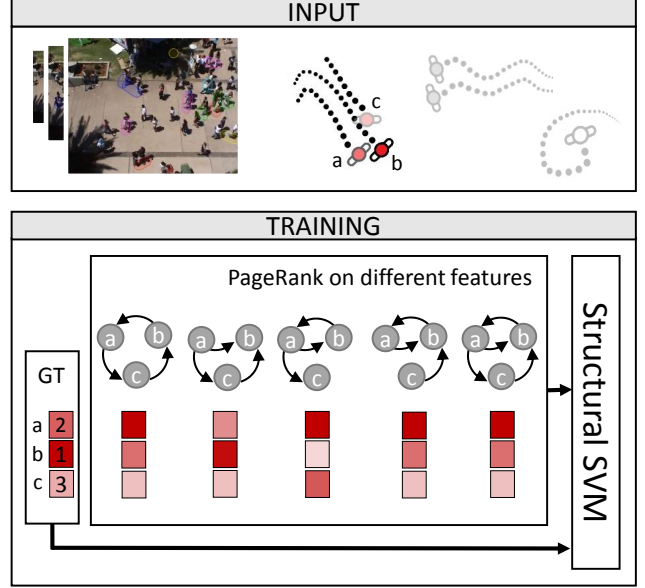 INPUT
c
a
b
TRAINING
PageRank on different features
a b
c
a b
c
a b
c
a b
c
a b
c
GT
a 2
b 1
c 3
Structural SVM